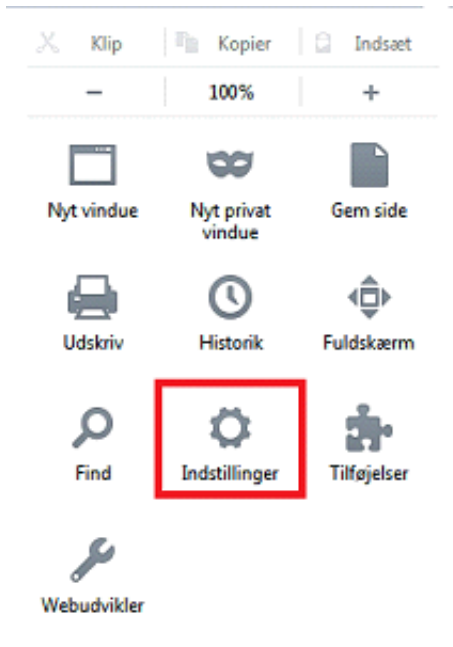 Klip Kopier Indsæt
− 100% +
Nyt vindue Nyt privat vindue Gem side
Udskriv Historik Fuldskærm
Find Indstillinger Tilføjelser
Webudvikler